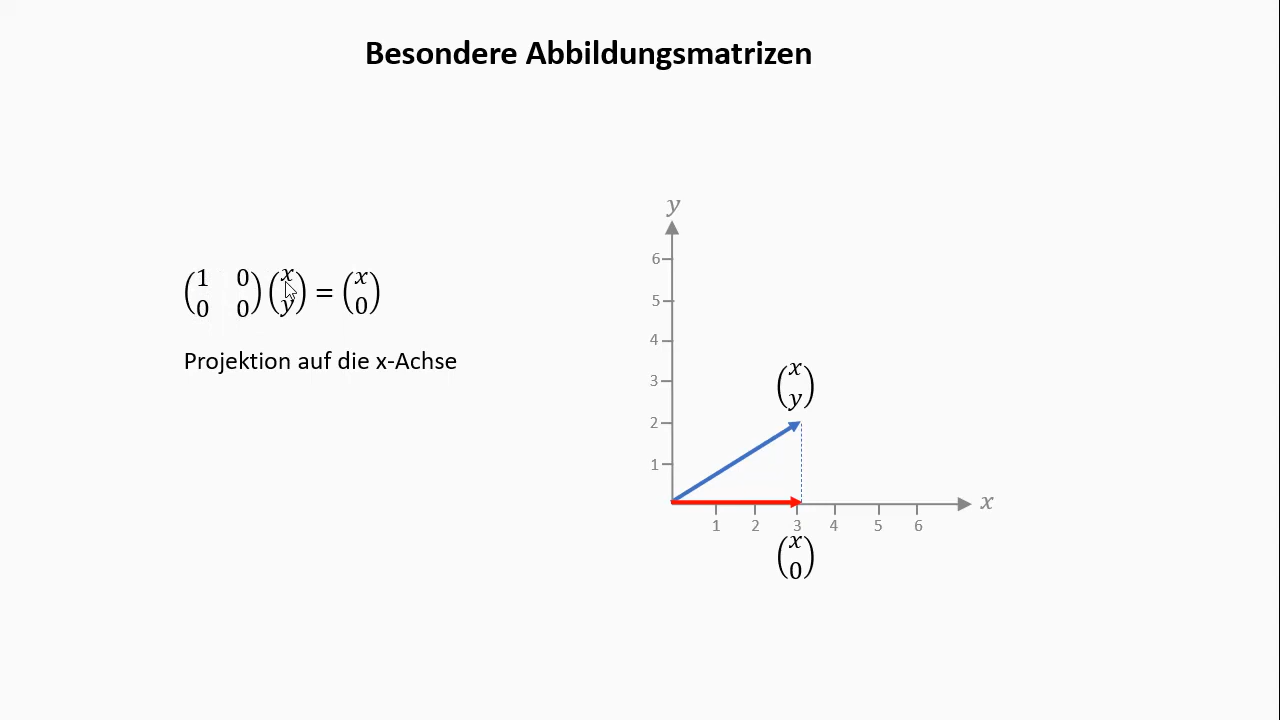 Besondere Abbildungsmatrizen
(1 0
0 0) (x
y) = (x
0)
Projektion auf die x-Achse
y
6
5
4
3
2
1
(x
y)
x
1 2 3 4 5 6
(x
0)